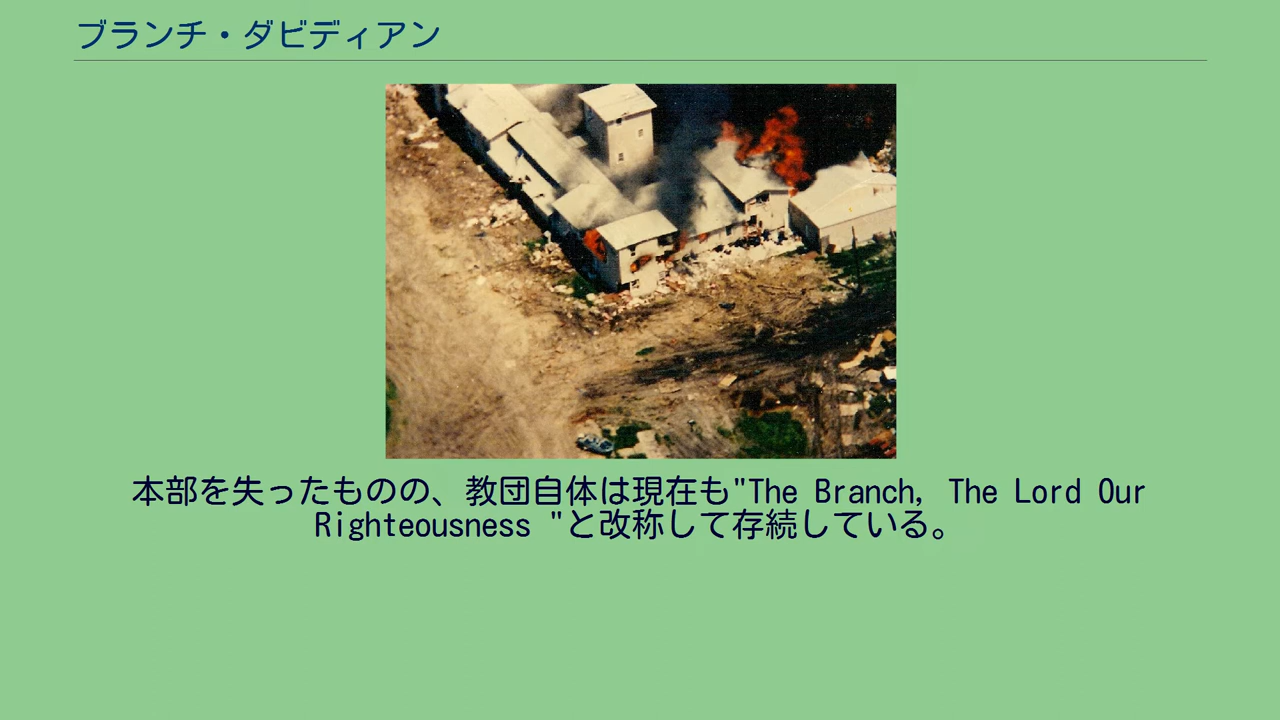 ブランチ・ダビディアン
本部を失ったものの、教団自体は現在も"The Branch, The Lord Our
Righteousness "と改称して存続している。